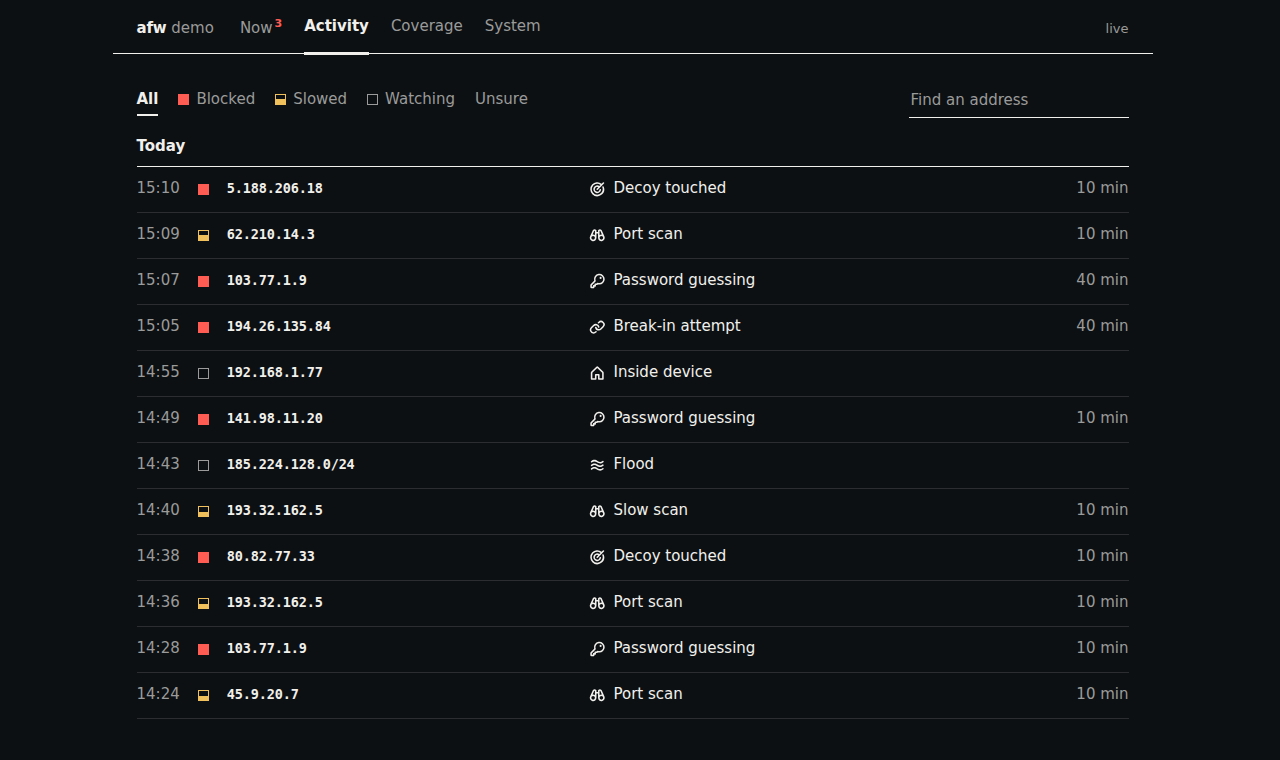 afw demo Now 3 Activity Coverage System live
All Blocked Slowed Watching Unsure Find an address
Today
15:10 5.188.206.18 Decoy touched 10 min
15:09 62.210.14.3 Port scan 10 min
15:07 103.77.1.9 Password guessing 40 min
15:05 194.26.135.84 Break-in attempt 40 min
14:55 192.168.1.77 Inside device
14:49 141.98.11.20 Password guessing 10 min
14:43 185.224.128.0/24 Flood
14:40 193.32.162.5 Slow scan 10 min
14:38 80.82.77.33 Decoy touched 10 min
14:36 193.32.162.5 Port scan 10 min
14:28 103.77.1.9 Password guessing 10 min
14:24 45.9.20.7 Port scan 10 min